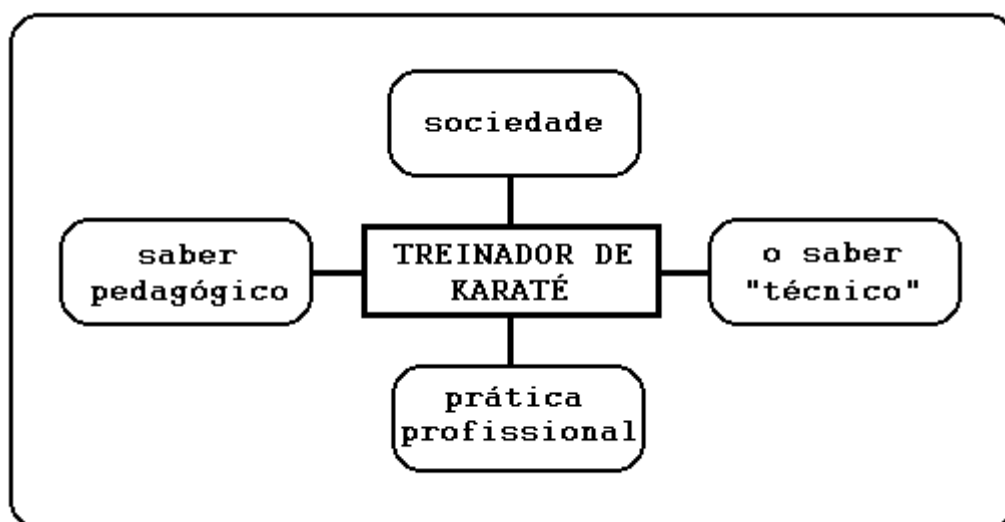 sociedade
saber
pedagógico
TREINADOR DE
KARATÉ
o saber
"técnico"
prática
profissional